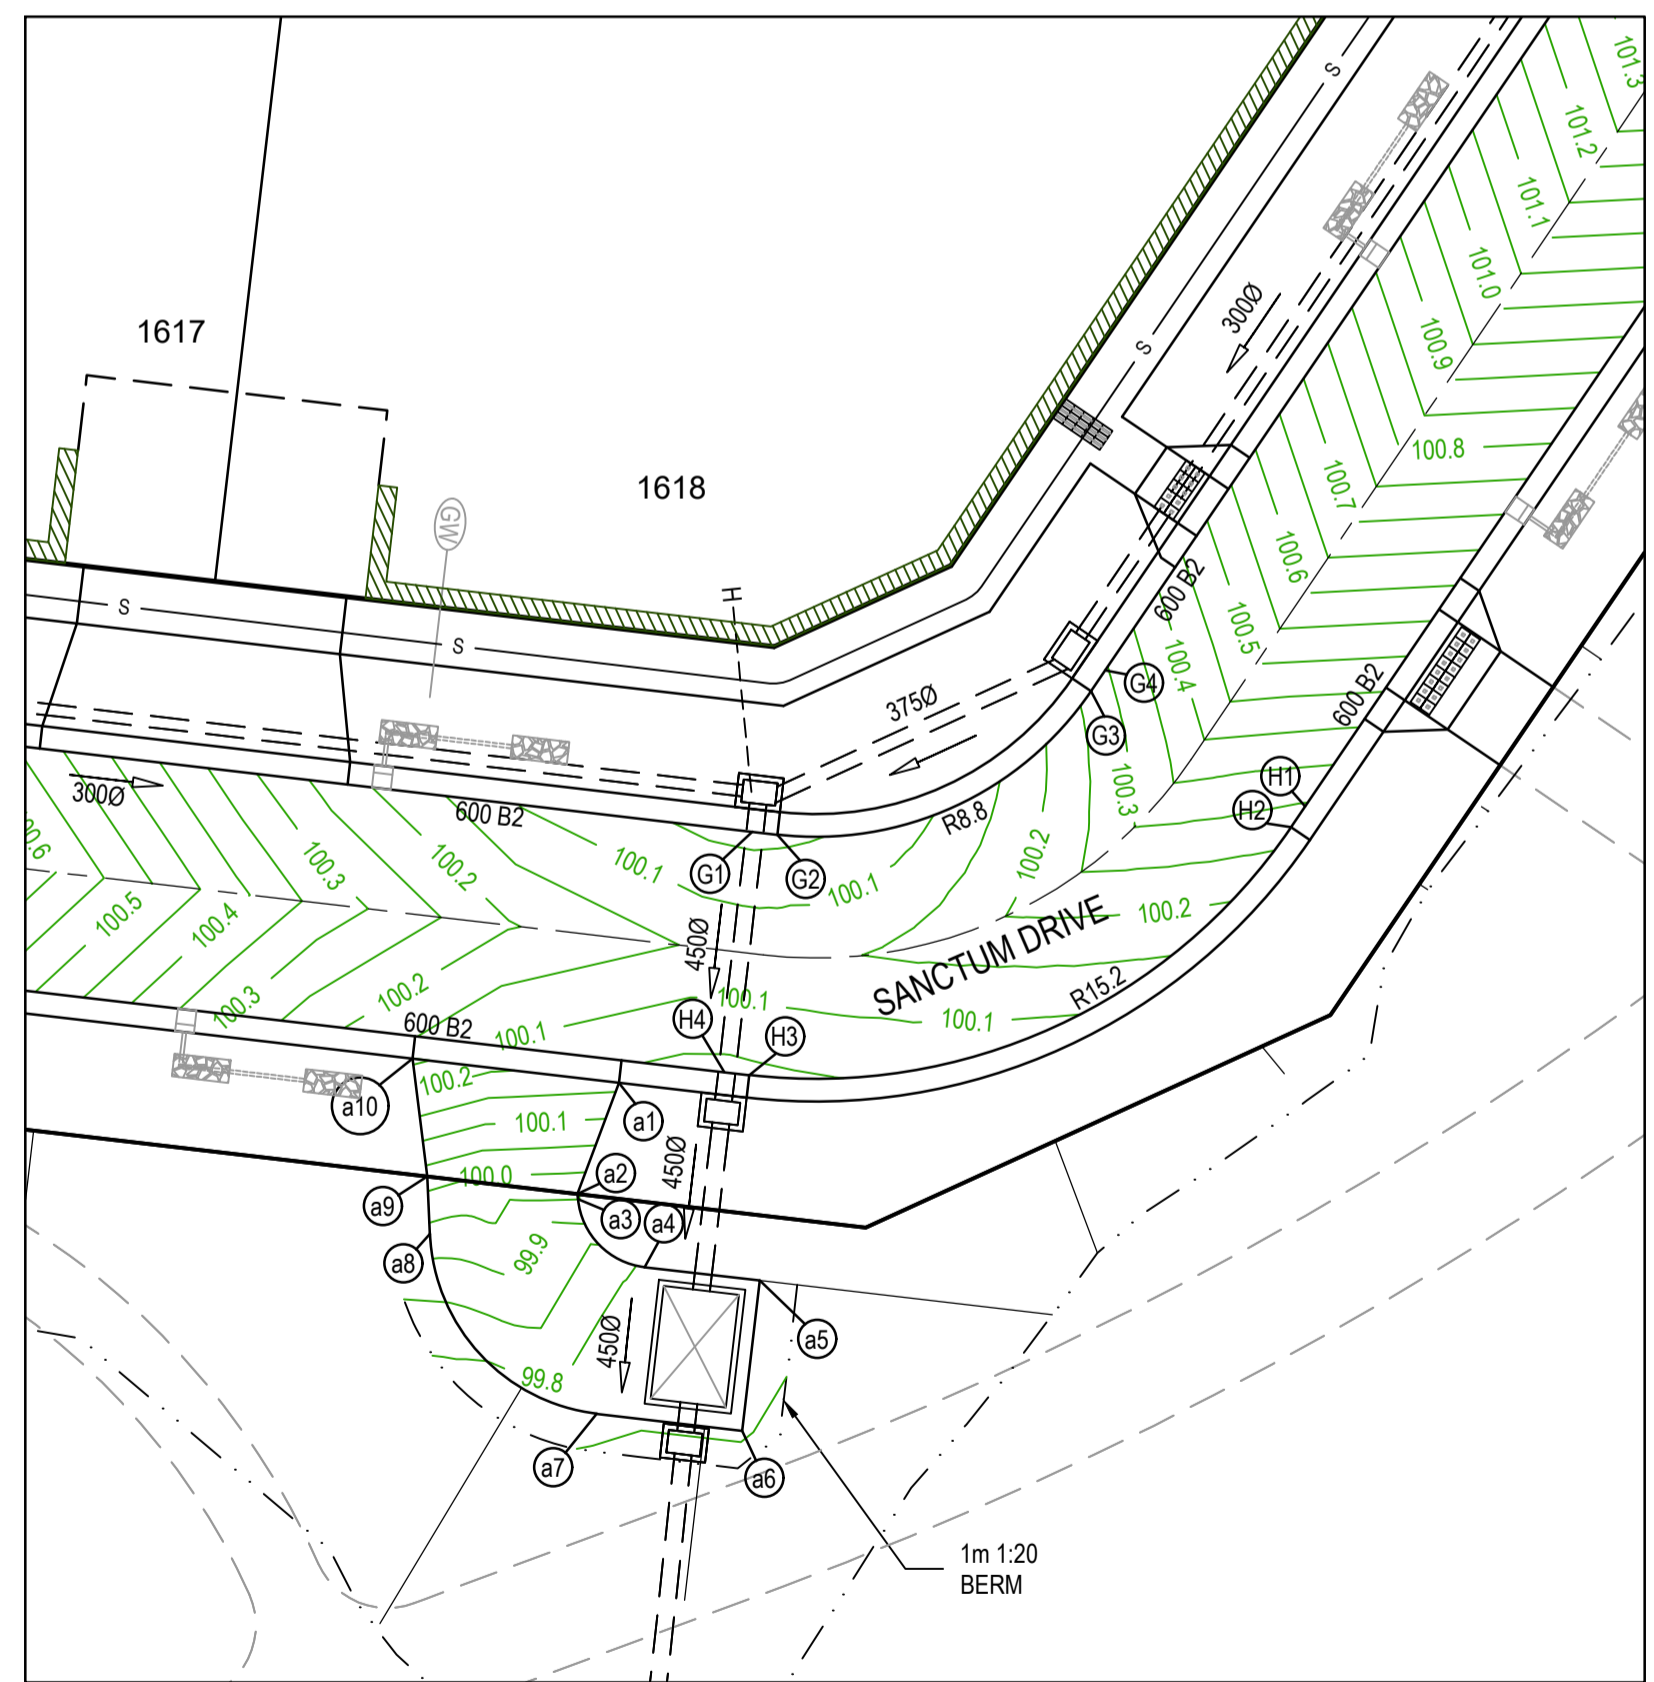 101.3
S
101.2
101.1
101.0
300Ø
1617
100.9
S
100.8
1618
100.7
GW
100.6
600 B2
H
S
100.5
S
100.4
G4
600 B2
375Ø
G3
H1
300Ø
100.3
H2
600 B2
R8.8
100.6
100.3
100.2
100.1
100.2
G1
G2
100.1
100.5
100.4
100.2
SANCTUM DRIVE
450Ø
100.3
100.2
100.1
R15.2
H4
600 B2
100.1
100.1
H3
100.2
a10
100.1
a1
450Ø
100.0
a2
a9
a3
a4
99.9
a8
450Ø
a5
99.8
a7
a6
1m 1:20
BERM